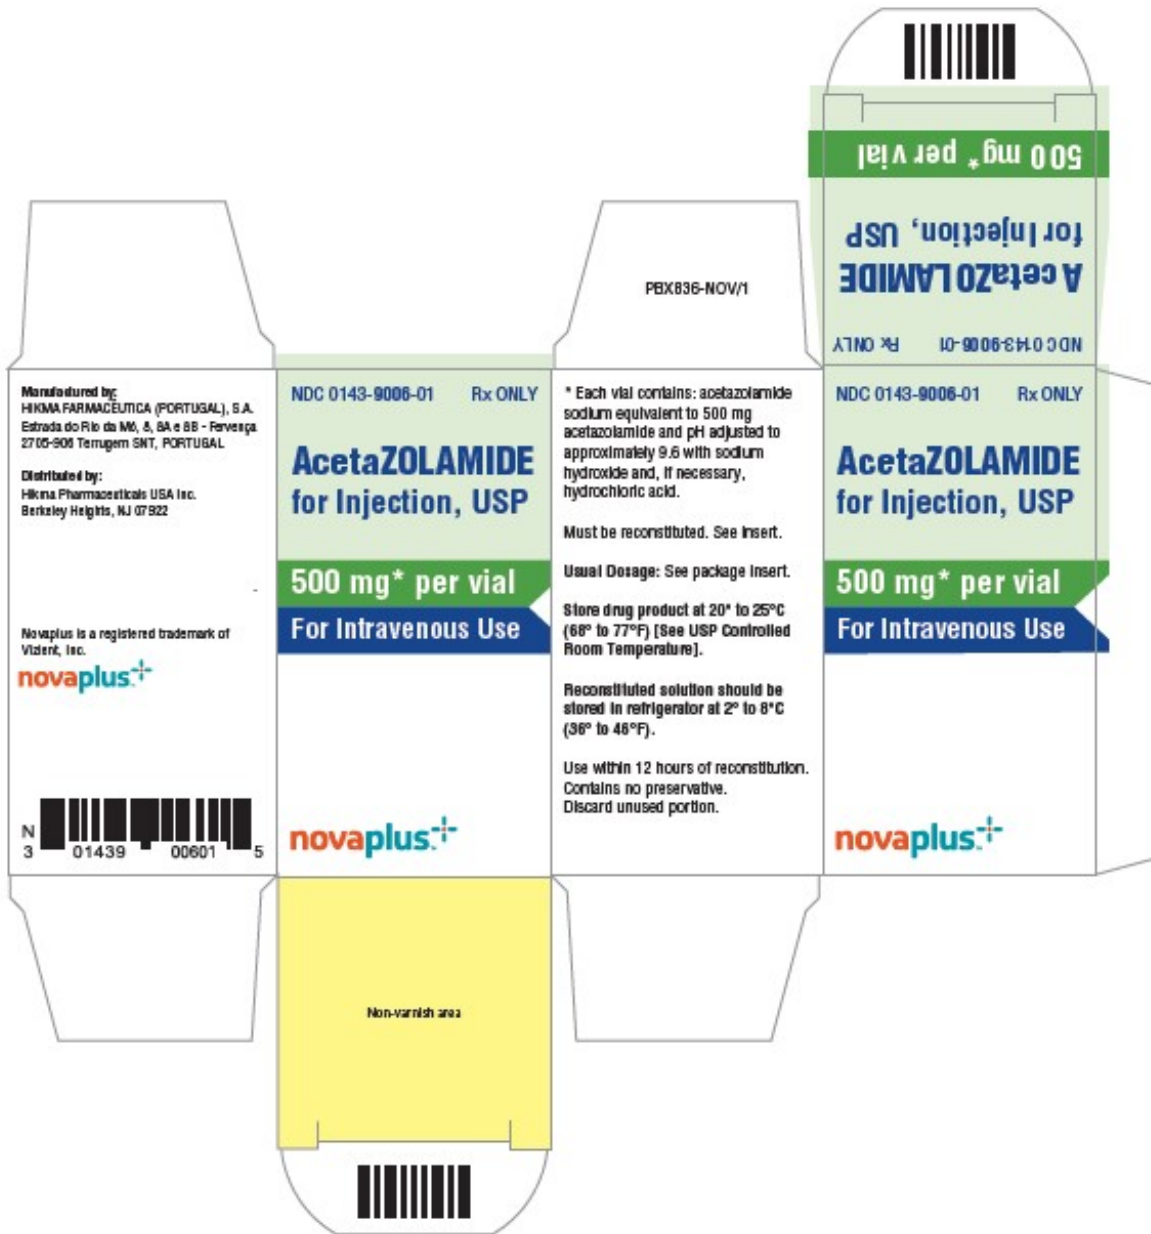 500 mg* per vial
AcetaZOLAMIDE
for Injection, USP
NDC 0143-9006-01 Rx ONLY
PBX836-NOV/1
Manufactured by:
HIKMA FARMACÊUTICA (PORTUGAL), S.A.
Estrada do Rio da Mó, 8, 8A e 8B - Fervença
2705-906 Terrugem SNT, PORTUGAL
Distributed by:
Hikma Pharmaceuticals USA Inc.
Berkeley Heights, NJ 07922
Novaplus is a registered trademark of
Vizient, Inc.
novaplus
N
3 01439 00601 5
NDC 0143-9006-01 Rx ONLY
AcetaZOLAMIDE
for Injection, USP
500 mg* per vial
For Intravenous Use
novaplus
* Each vial contains: acetazolamide
sodium equivalent to 500 mg
acetazolamide and pH adjusted to
approximately 9.6 with sodium
hydroxide and, if necessary,
hydrochloric acid.
Must be reconstituted. See insert.
Usual Dosage: See package insert.
Store drug product at 20° to 25°C
(68° to 77°F) [See USP Controlled
Room Temperature].
Reconstituted solution should be
stored in refrigerator at 2° to 8°C
(36° to 46°F).
Use within 12 hours of reconstitution.
Contains no preservative.
Discard unused portion.
NDC 0143-9006-01 Rx ONLY
AcetaZOLAMIDE
for Injection, USP
500 mg* per vial
For Intravenous Use
novaplus
Non-varnish area